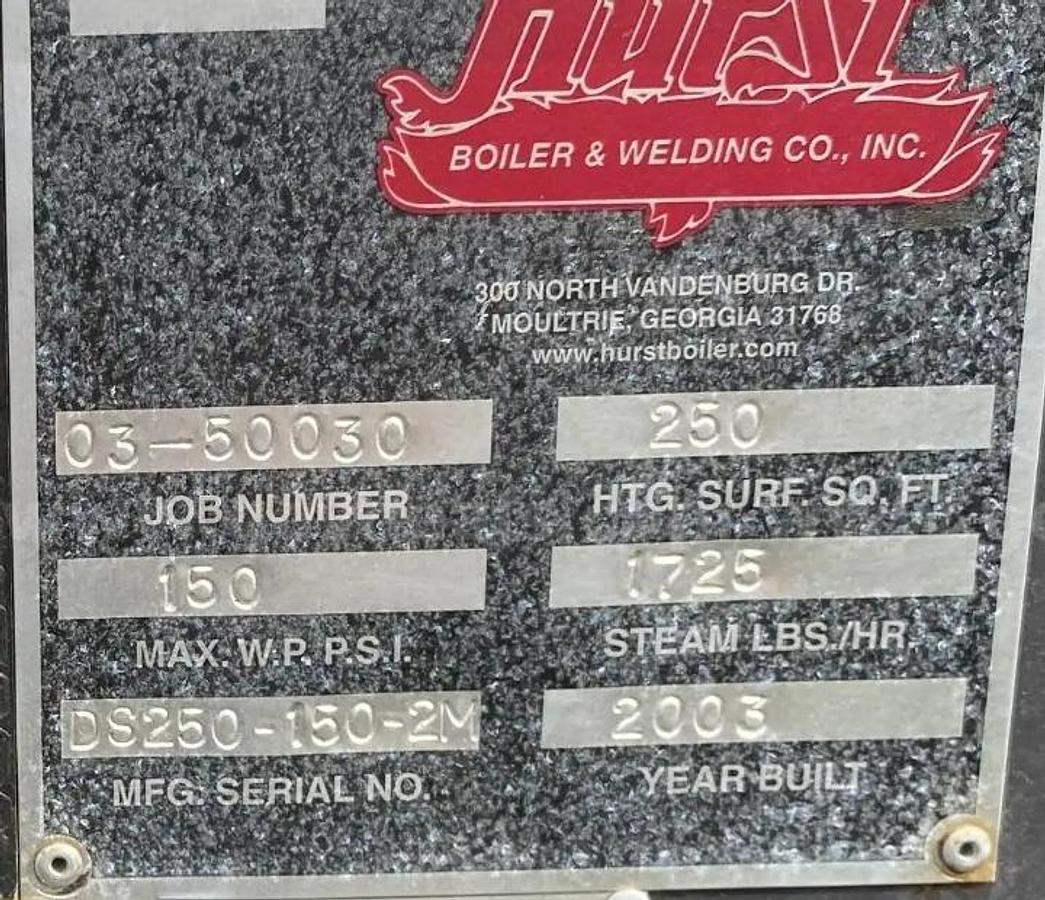 Hurst
BOILER & WELDING CO., INC.
300 NORTH VANDENBURG DR.
MOULTRIE, GEORGIA 31768
www.hurstboiler.com
03-50030
JOB NUMBER
250
HTG. SURF. SQ. FT.
150
MAX. W.P. P.S.I.
1725
STEAM LBS./HR.
DS250-150-2M
MFG. SERIAL NO.
2003
YEAR BUILT